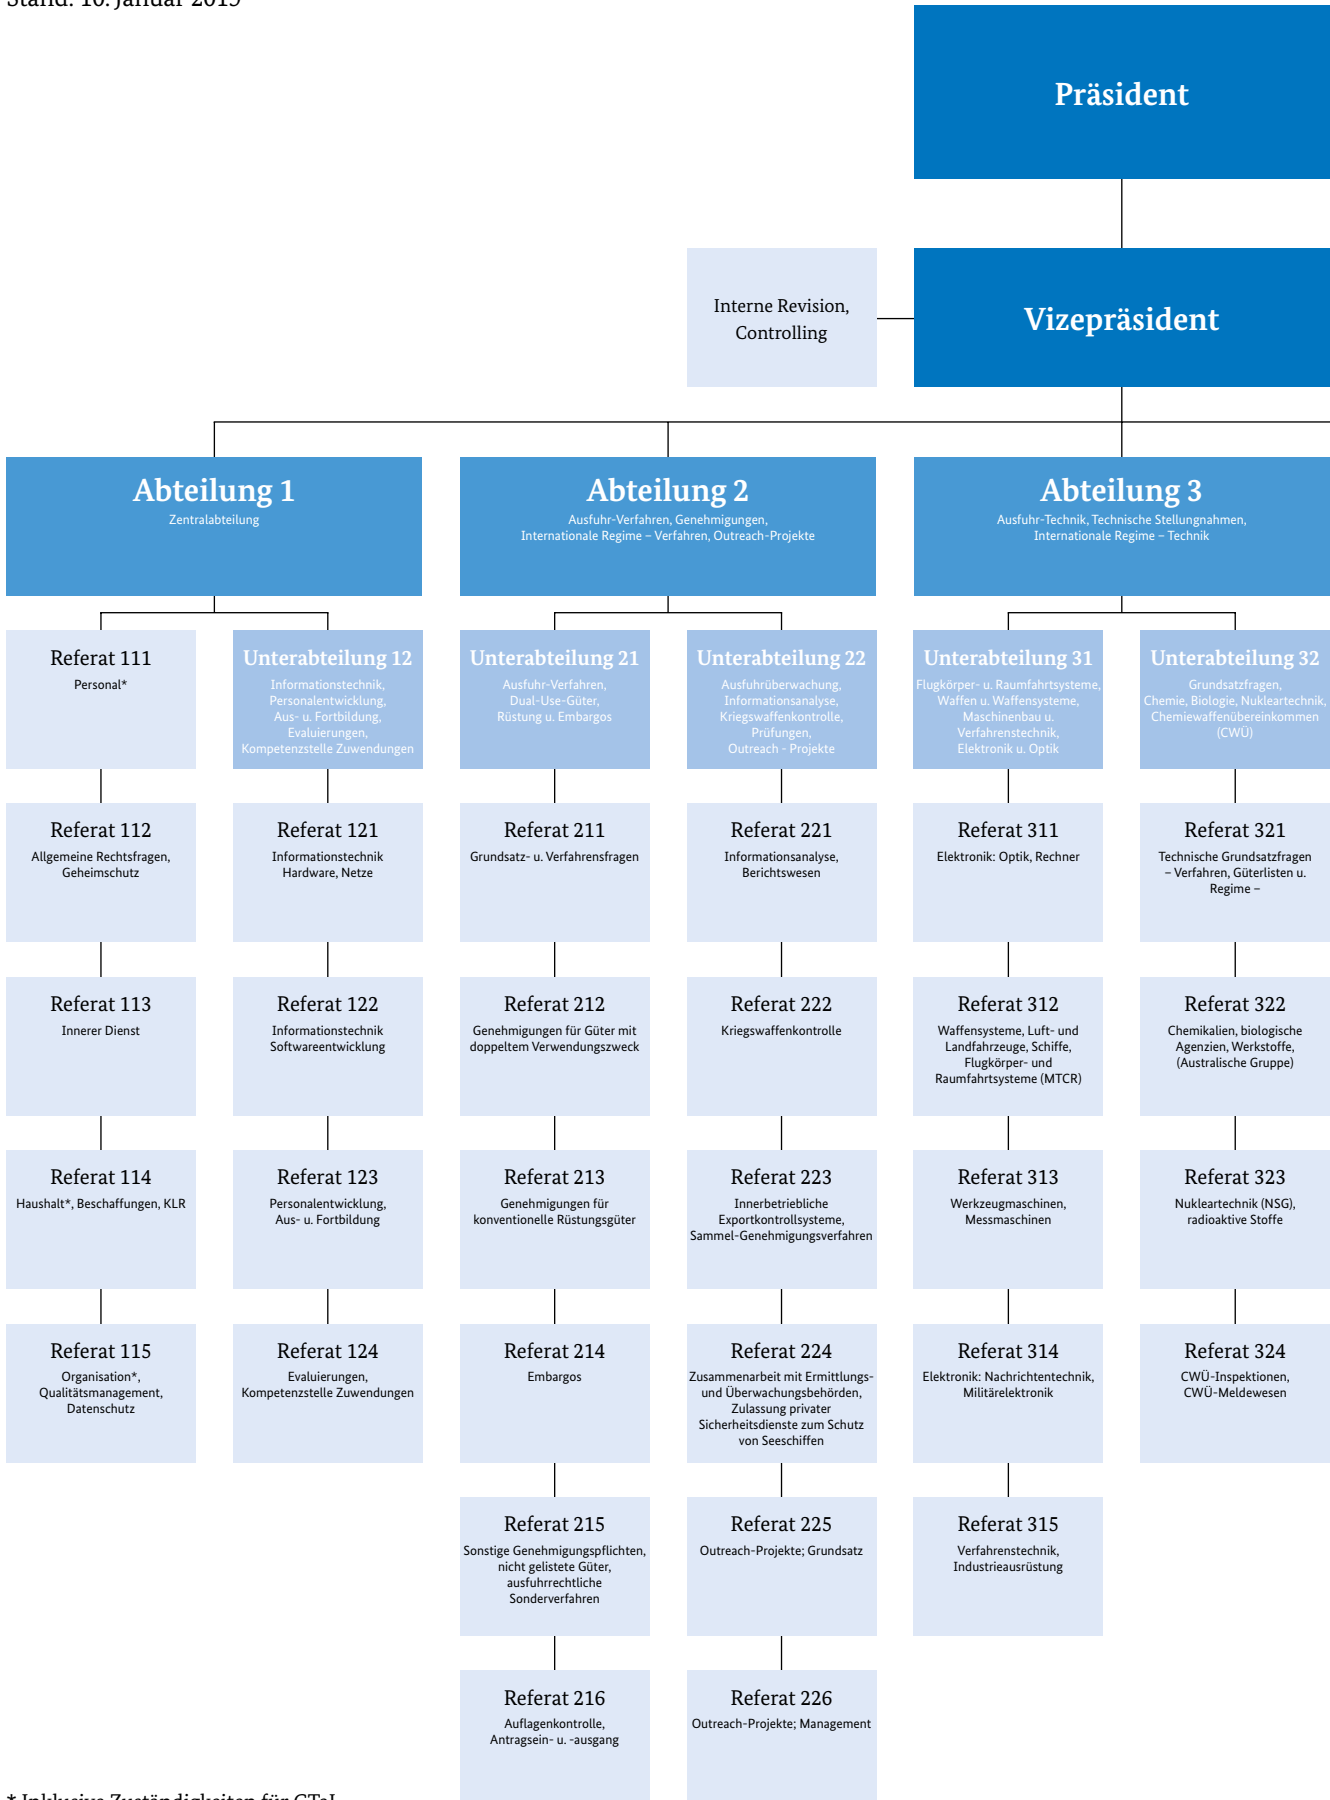 Präsident
Interne Revision,
Controlling
Vizepräsident
Abteilung 1
Zentralabteilung
Abteilung 2
Ausfuhr-Verfahren, Genehmigungen,
Internationale Regime – Verfahren, Outreach-Projekte
Abteilung 3
Ausfuhr-Technik, Technische Stellungnahmen,
Internationale Regime – Technik
Referat 111
Personal*
Unterabteilung 12
Informationstechnik,
Personalentwicklung,
Aus- u. Fortbildung,
Evaluierungen,
Kompetenzstelle Zuwendungen
Unterabteilung 21
Ausfuhr-Verfahren,
Dual-Use-Güter,
Rüstung u. Embargos
Unterabteilung 22
Ausfuhrüberwachung,
Informationsanalyse,
Kriegswaffenkontrolle,
Prüfungen,
Outreach - Projekte
Unterabteilung 31
Flugkörper- u. Raumfahrtsysteme,
Waffen u. Waffensysteme,
Maschinenbau u.
Verfahrenstechnik,
Elektronik u. Optik
Unterabteilung 32
Grundsatzfragen,
Chemie, Biologie, Nukleartechnik,
Chemiewaffenübereinkommen
(CWÜ)
Referat 112
Allgemeine Rechtsfragen,
Geheimschutz
Referat 121
Informationstechnik
Hardware, Netze
Referat 211
Grundsatz- u. Verfahrensfragen
Referat 221
Informationsanalyse,
Berichtswesen
Referat 311
Elektronik: Optik, Rechner
Referat 321
Technische Grundsatzfragen
– Verfahren, Güterlisten u.
Regime –
Referat 113
Innerer Dienst
Referat 122
Informationstechnik
Softwareentwicklung
Referat 212
Genehmigungen für Güter mit
doppeltem Verwendungszweck
Referat 222
Kriegswaffenkontrolle
Referat 312
Waffensysteme, Luft- und
Landfahrzeuge, Schiffe,
Flugkörper- und
Raumfahrtsysteme (MTCR)
Referat 322
Chemikalien, biologische
Agenzien, Werkstoffe,
(Australische Gruppe)
Referat 114
Haushalt*, Beschaffungen, KLR
Referat 123
Personalentwicklung,
Aus- u. Fortbildung
Referat 213
Genehmigungen für
konventionelle Rüstungsgüter
Referat 223
Innerbetriebliche
Exportkontrollsysteme,
Sammel-Genehmigungsverfahren
Referat 313
Werkzeugmaschinen,
Messmaschinen
Referat 323
Nukleartechnik (NSG),
radioaktive Stoffe
Referat 115
Organisation*,
Qualitätsmanagement,
Datenschutz
Referat 124
Evaluierungen,
Kompetenzstelle Zuwendungen
Referat 214
Embargos
Referat 224
Zusammenarbeit mit Ermittlungs-
und Überwachungsbehörden,
Zulassung privater
Sicherheitsdienste zum Schutz
von Seeschiffen
Referat 314
Elektronik: Nachrichtentechnik,
Militärelektronik
Referat 324
CWÜ-Inspektionen,
CWÜ-Meldewesen
Referat 215
Sonstige Genehmigungspflichten,
nicht gelistete Güter,
ausfuhrrechtliche
Sonderverfahren
Referat 225
Outreach-Projekte; Grundsatz
Referat 315
Verfahrenstechnik,
Industrieausrüstung
Referat 216
Auflagenkontrolle,
Antragsein- u. -ausgang
Referat 226
Outreach-Projekte; Management